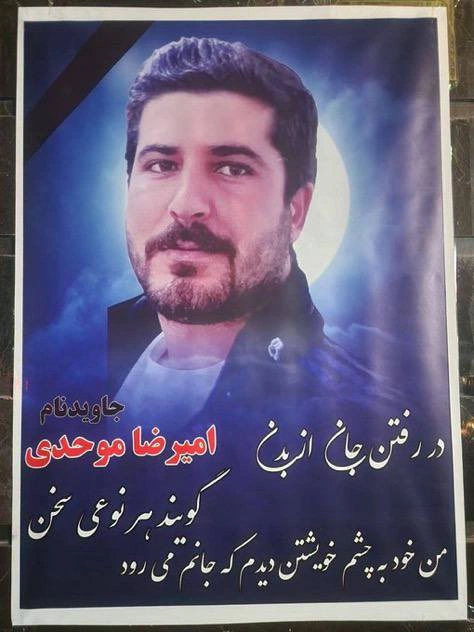 جاویدنام
امیرضا موحدی
در رفتن جان از بدن
گویند هر نوعی سخن
من خود به چشم خویشتن دیدم که جانم می رود